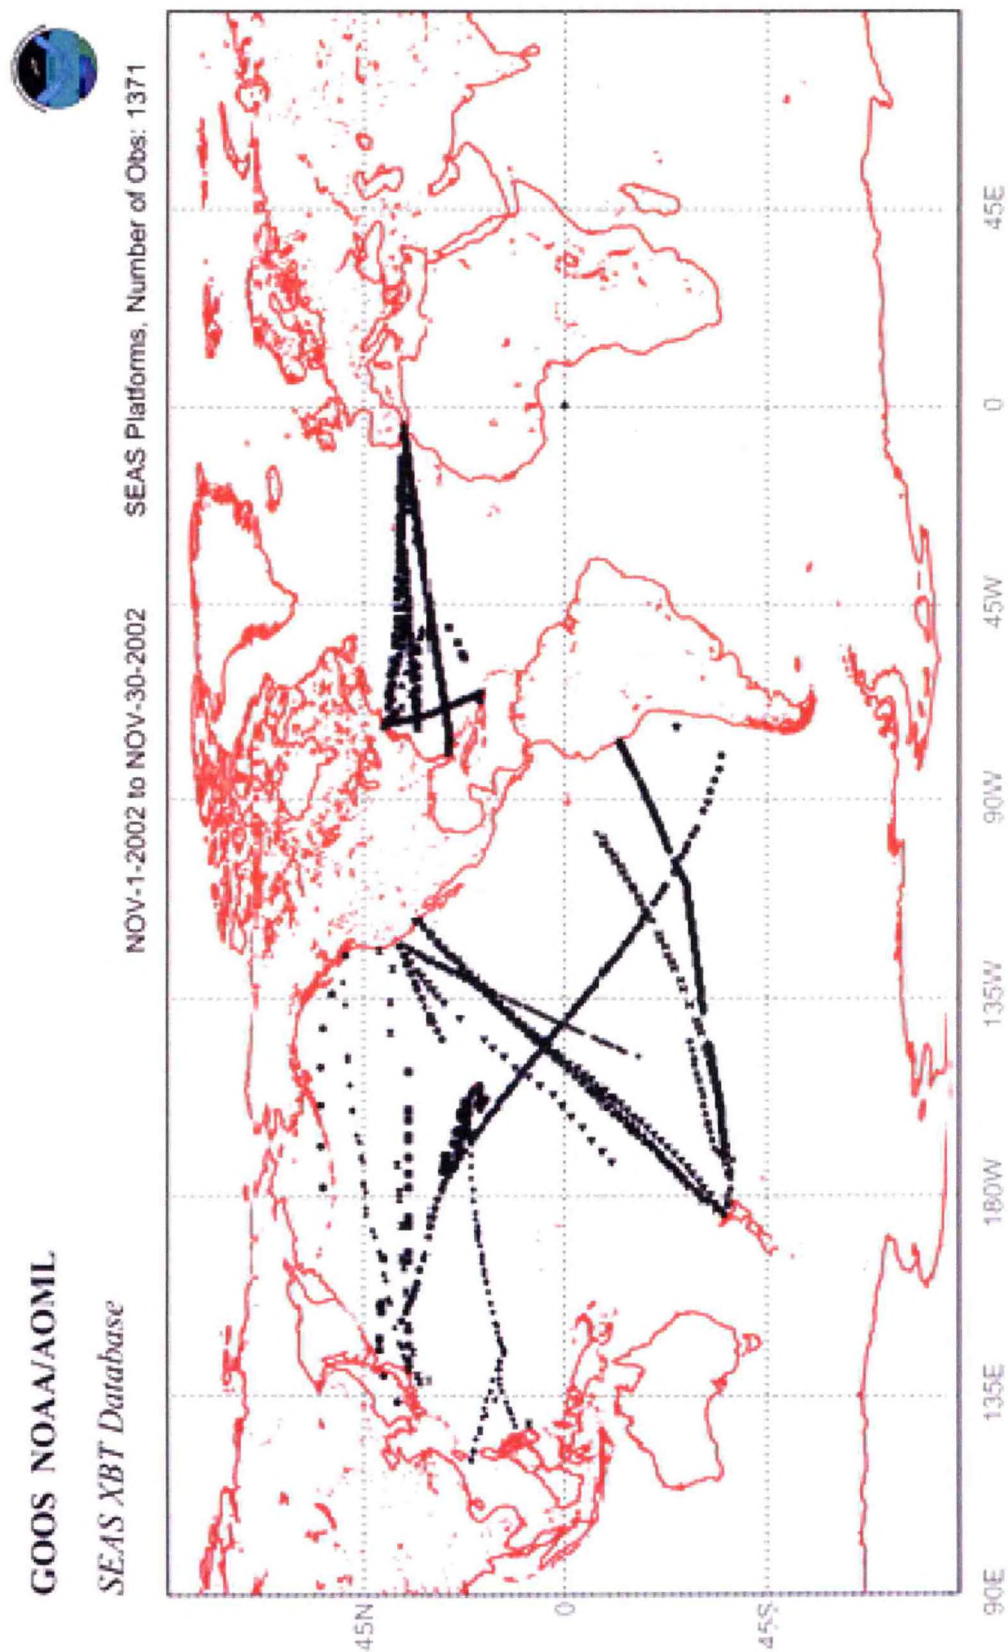 GOOS NOAA/AOML
SEAS XBT Database
NOV-1-2002 to NOV-30-2002
SEAS Platforms, Number of Obs: 1371
45N
0
45S
90E
135E
180W
135W
90W
45W
0
45E